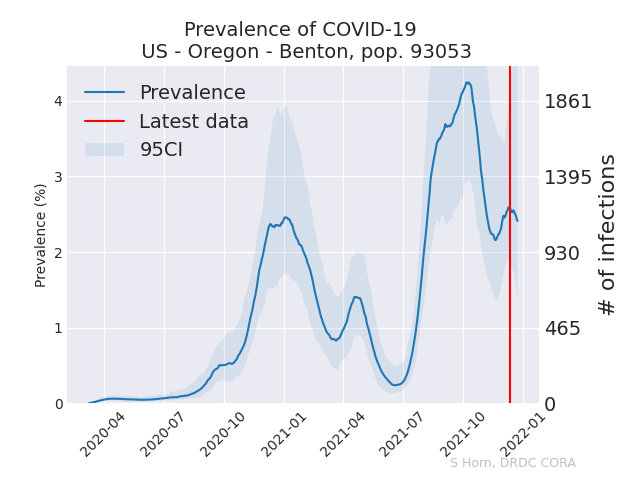 Prevalence of COVID-19
US - Oregon - Benton, pop. 93053
Prevalence
Latest data
95CI
Prevalence (%)
4
3
2
1
0
1861
1395
930
465
0
# of infections
2020-04
2020-07
2020-10
2021-01
2021-04
2021-07
2021-10
2022-01
S Horn, DRDC CORA